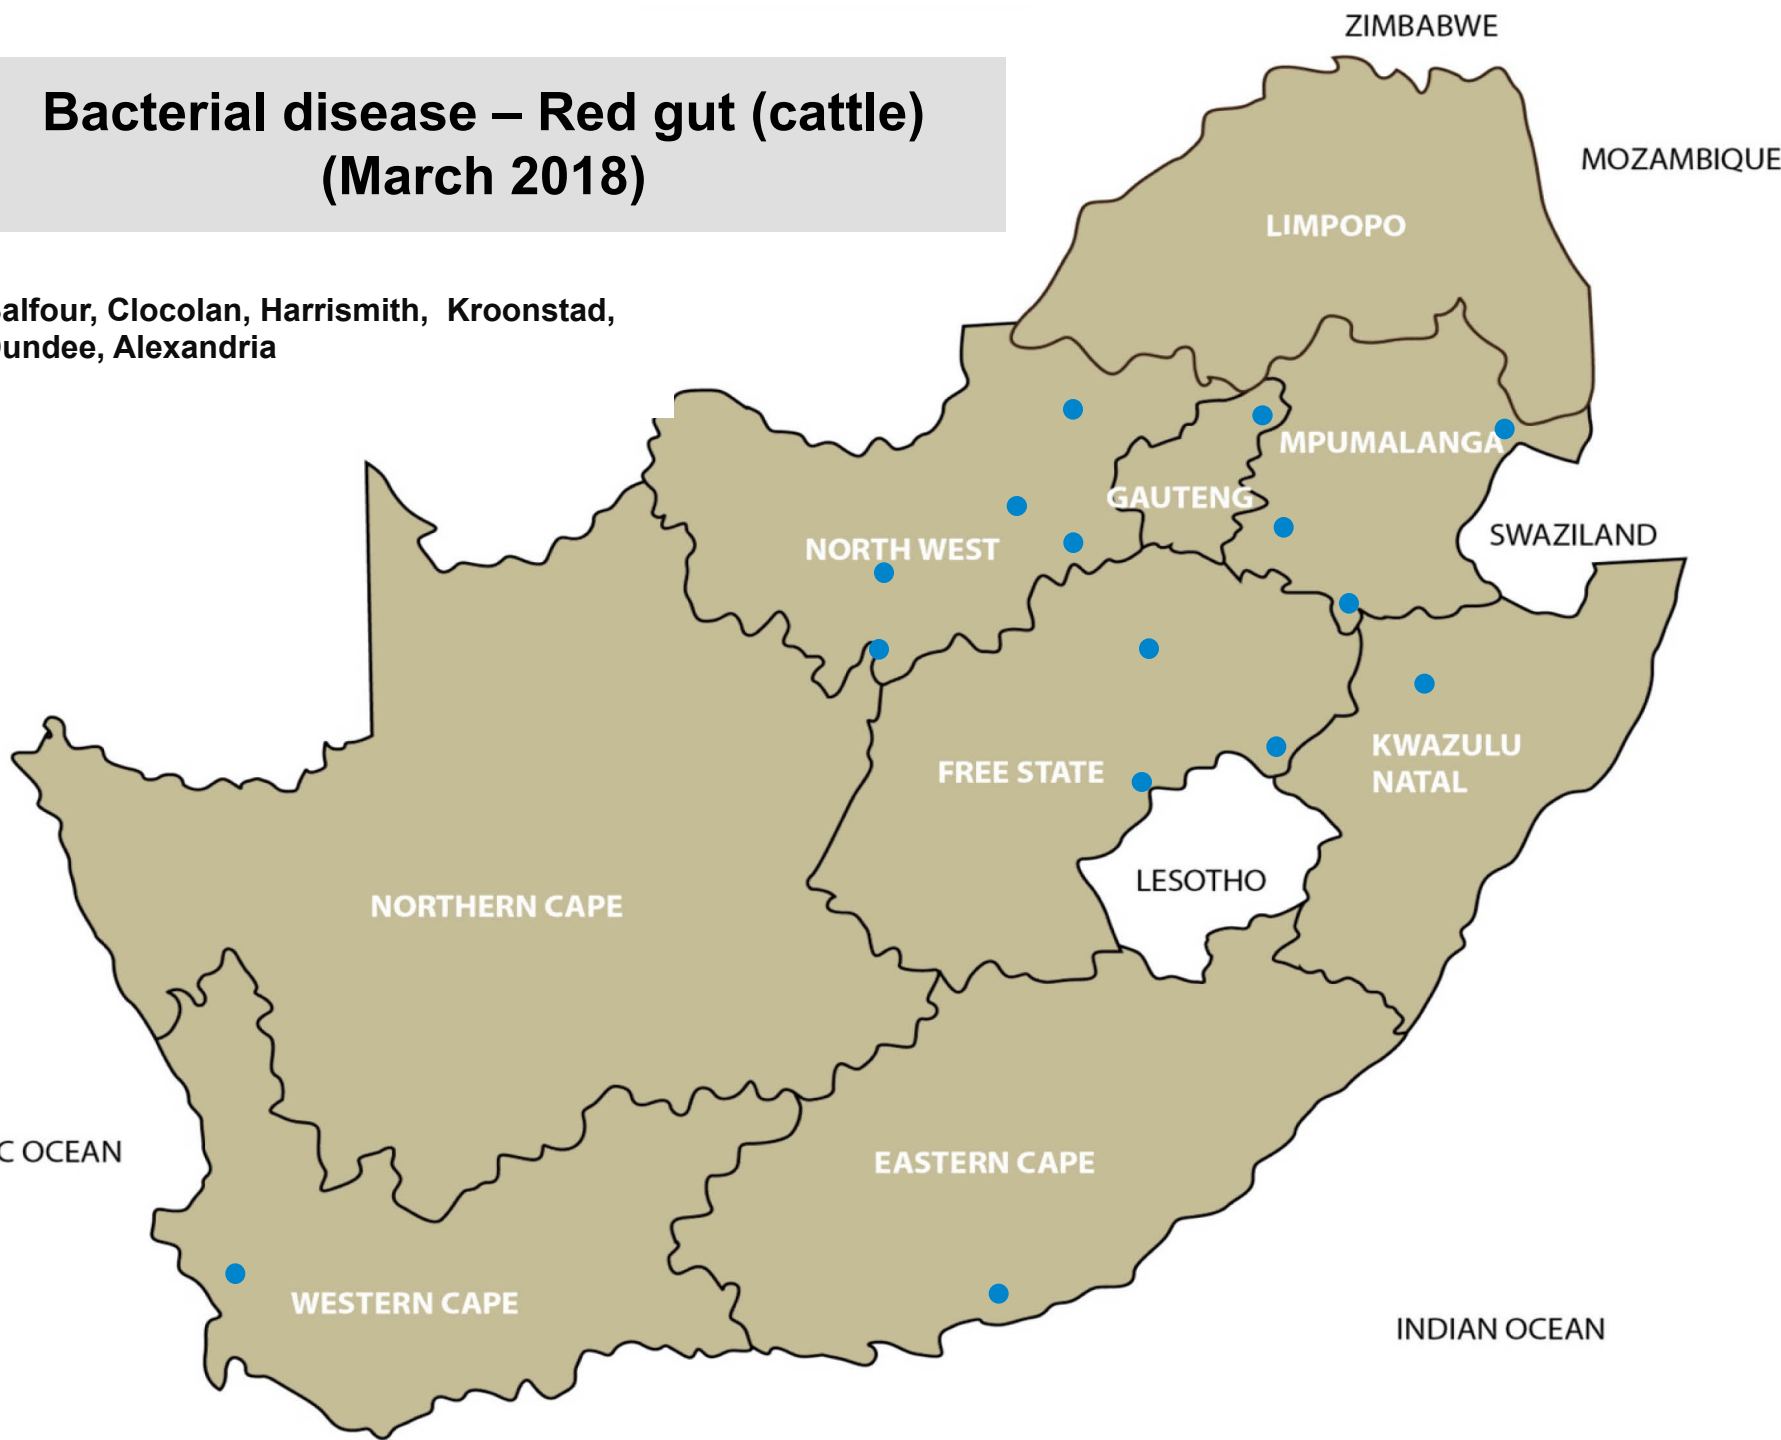 ZIMBABWE
Bacterial disease – Red gut (cattle)
(March 2018)
MOZAMBIQUE
LIMPOPO
alfour, Clocolan, Harrismith, Kroonstad,
undee, Alexandria
MPUMALANGA
GAUTENG
SWAZILAND
NORTH WEST
KWAZULU
NATAL
FREE STATE
LESOTHO
NORTHERN CAPE
C OCEAN
EASTERN CAPE
WESTERN CAPE
INDIAN OCEAN